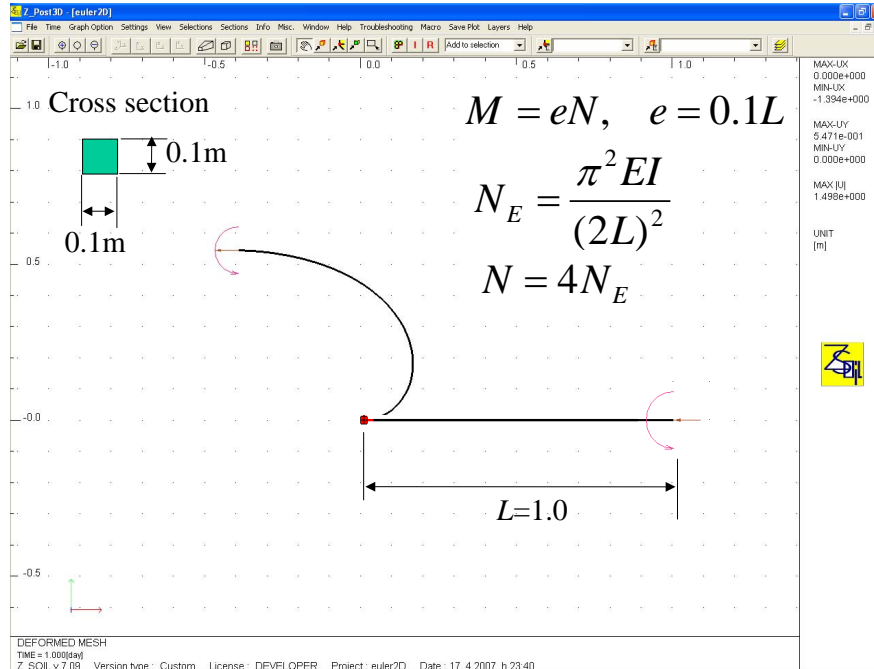 Z_Post3D - [euler2D]
File Time Graph Option Settings View Selections Sections Info Misc. Window Help Troubleshooting Macro Save Plot Layers Help
I R Add to selection
-1.0 -0.5 0.0 0.5 1.0
1.0
Cross section
0.1m
0.1m
M = eN, e = 0.1L
N_E = π²EI / (2L)²
N = 4N_E
0.5
-0.0
L=1.0
-0.5
MAX-UX
0.000e+000
MIN-UX
-1.394e+000
MAX-UY
5.471e-001
MIN-UY
0.000e+000
MAX |U|
1.498e+000
UNIT
[m]
ZSoil
DEFORMED MESH
TIME = 1.000[day]
Z_SOIL v.7.09 Version type : Custom License : DEVELOPER Project : euler2D Date : 17. 4.2007 h.23:40